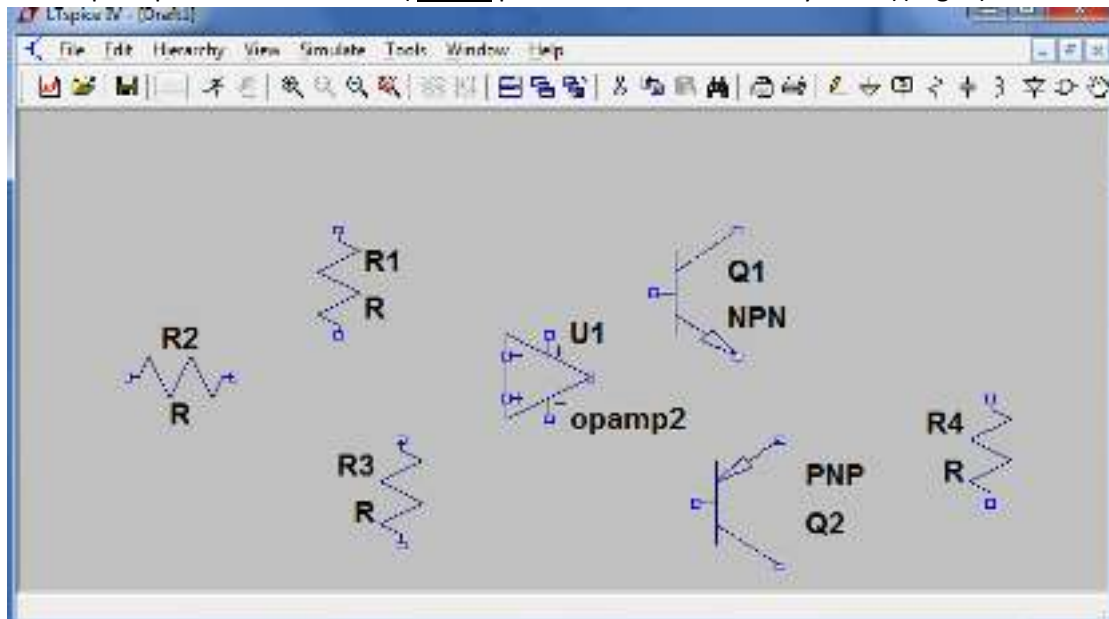 LTspice IV - [Draft1]
File Edit Hierarchy View Simulate Tools Window Help
R1
R
Q1
NPN
R2
R
U1
opamp2
R3
R
R4
R
PNP
Q2